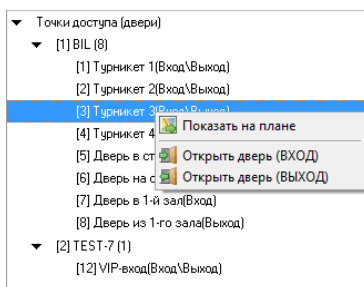 Точки доступа (двери)
[1] BIL (8)
[1] Турникет 1(Вход\Выход)
[2] Турникет 2(Вход\Выход)
[3] Турникет 3(Вход\Выход)
Показать на плане
[4] Турникет 4
Открыть дверь (ВХОД)
[5] Дверь в ст
Открыть дверь (ВЫХОД)
[6] Дверь на с
[7] Дверь в 1-й зал(Вход)
[8] Дверь из 1-го зала(Выход)
[2] TEST-7 (1)
[12] VIP-вход(Вход\Выход)